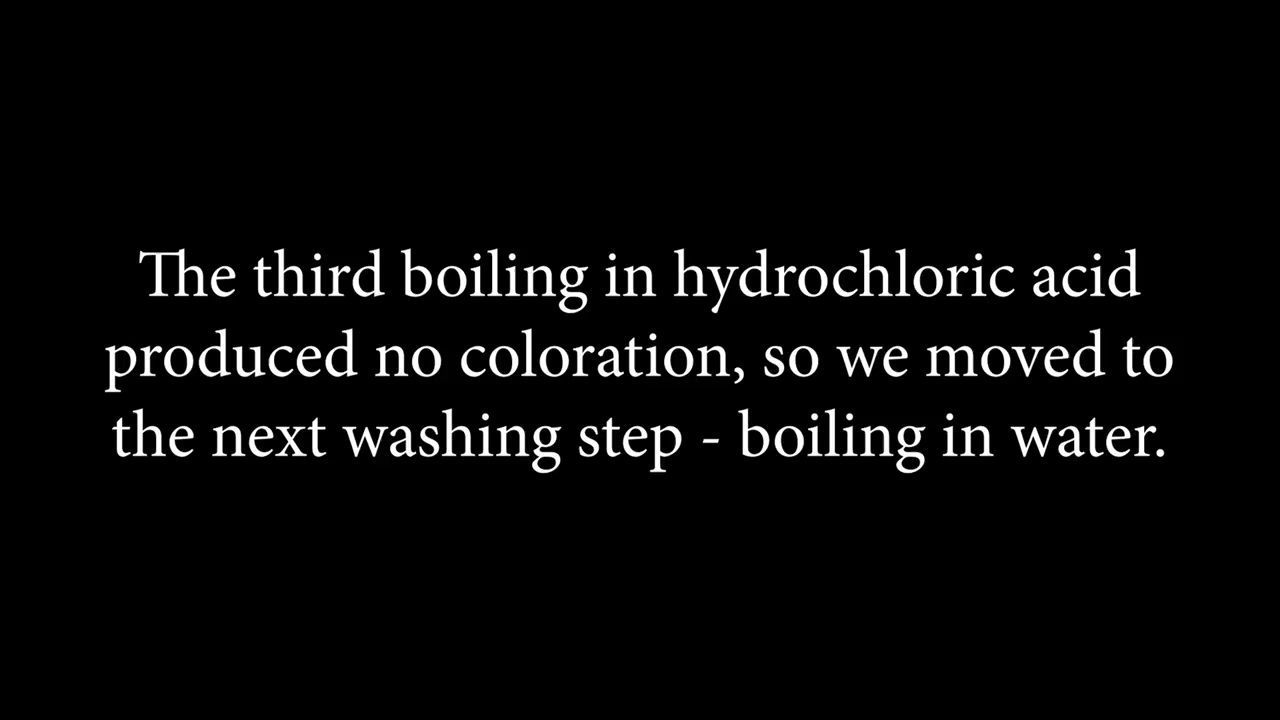 The third boiling in hydrochloric acid
produced no coloration, so we moved to
the next washing step - boiling in water.